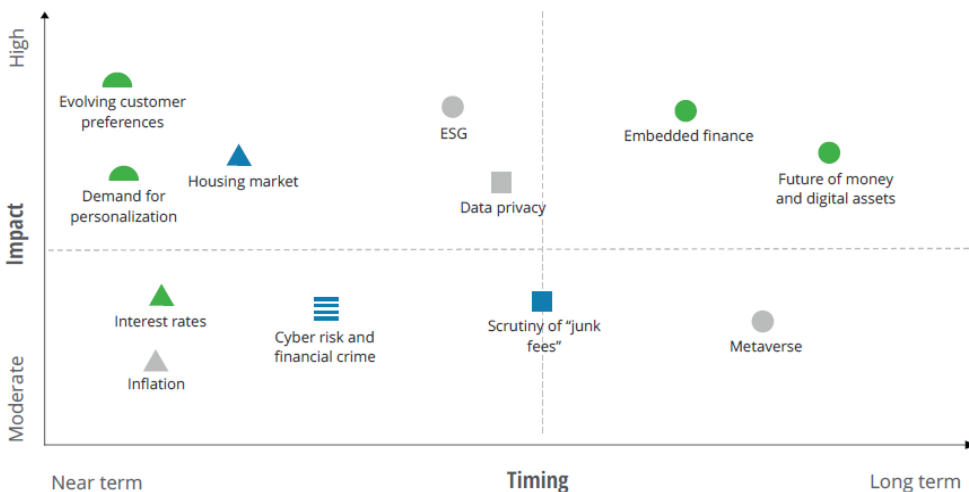 High
Evolving customer
preferences
ESG
Embedded finance
Housing market
Demand for
personalization
Data privacy
Future of money
and digital assets
Impact
Interest rates
Cyber risk and
financial crime
Scrutiny of “junk
fees”
Metaverse
Inflation
Moderate
Near term
Timing
Long term